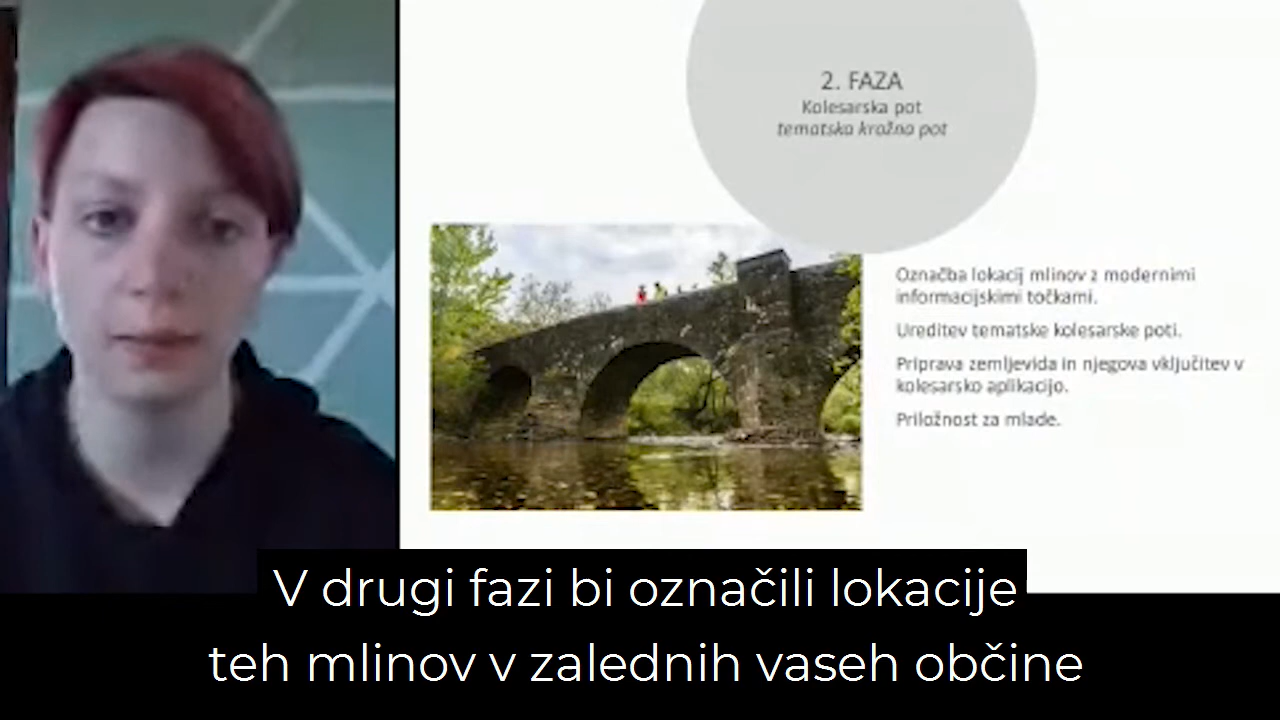 2. FAZA
Kolesarska pot
tematska krožna pot
Označba lokacij mlinov z modernimi
informacijskimi točkami.
Ureditev tematske kolesarske poti.
Priprava zemljevida in njegova vključitev v
kolesarsko aplikacijo.
Priložnost za mlade.
V drugi fazi bi označili lokacije
teh mlinov v zalednih vaseh občine